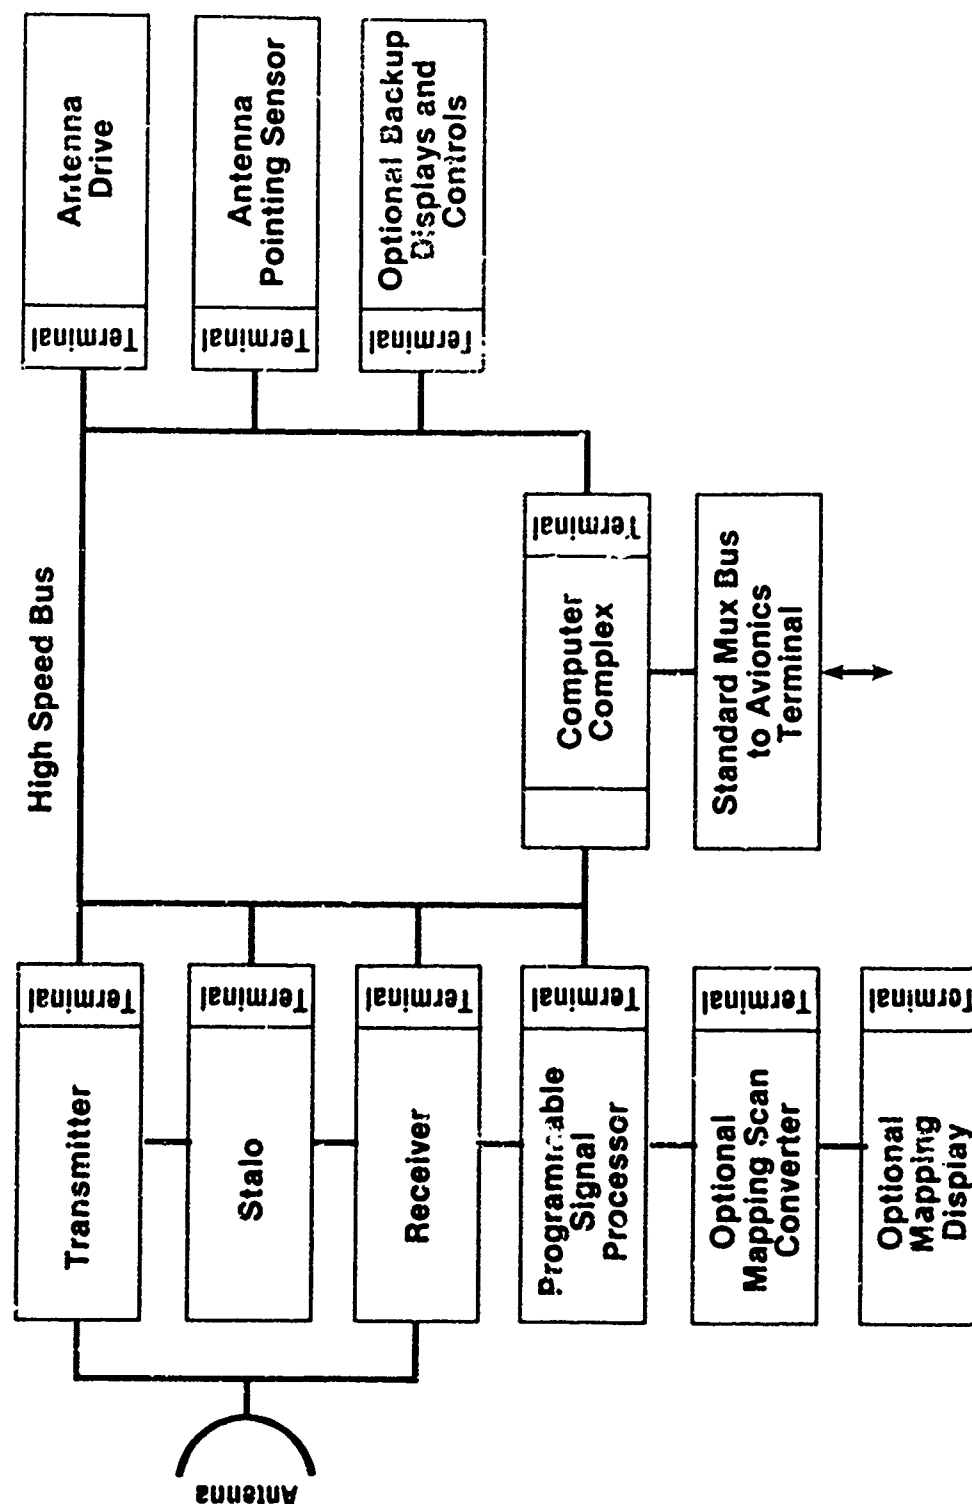 Antenna
Transmitter
Terminal
Stalo
Terminal
Receiver
Terminal
Programmable
Signal
Processor
Terminal
Optional
Mapping Scan
Converter
Terminal
Optional
Mapping
Display
Terminal
High Speed Bus
Computer
Complex
Terminal
Standard Mux Bus
to Avionics
Terminal
Terminal
Antenna
Drive
Terminal
Antenna
Pointing Sensor
Terminal
Optional Backup
Displays and
Controls